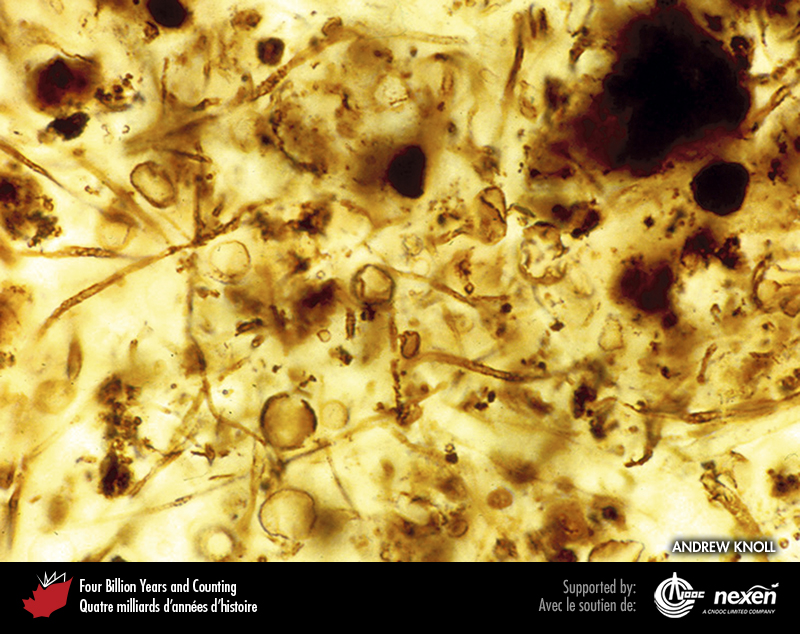 ANDREW KNOLL
Four Billion Years and Counting
Quatre milliards d'années d'histoire
Supported by:
Avec le soutien de:
CNOOC
nexen
A CNOOC LIMITED COMPANY